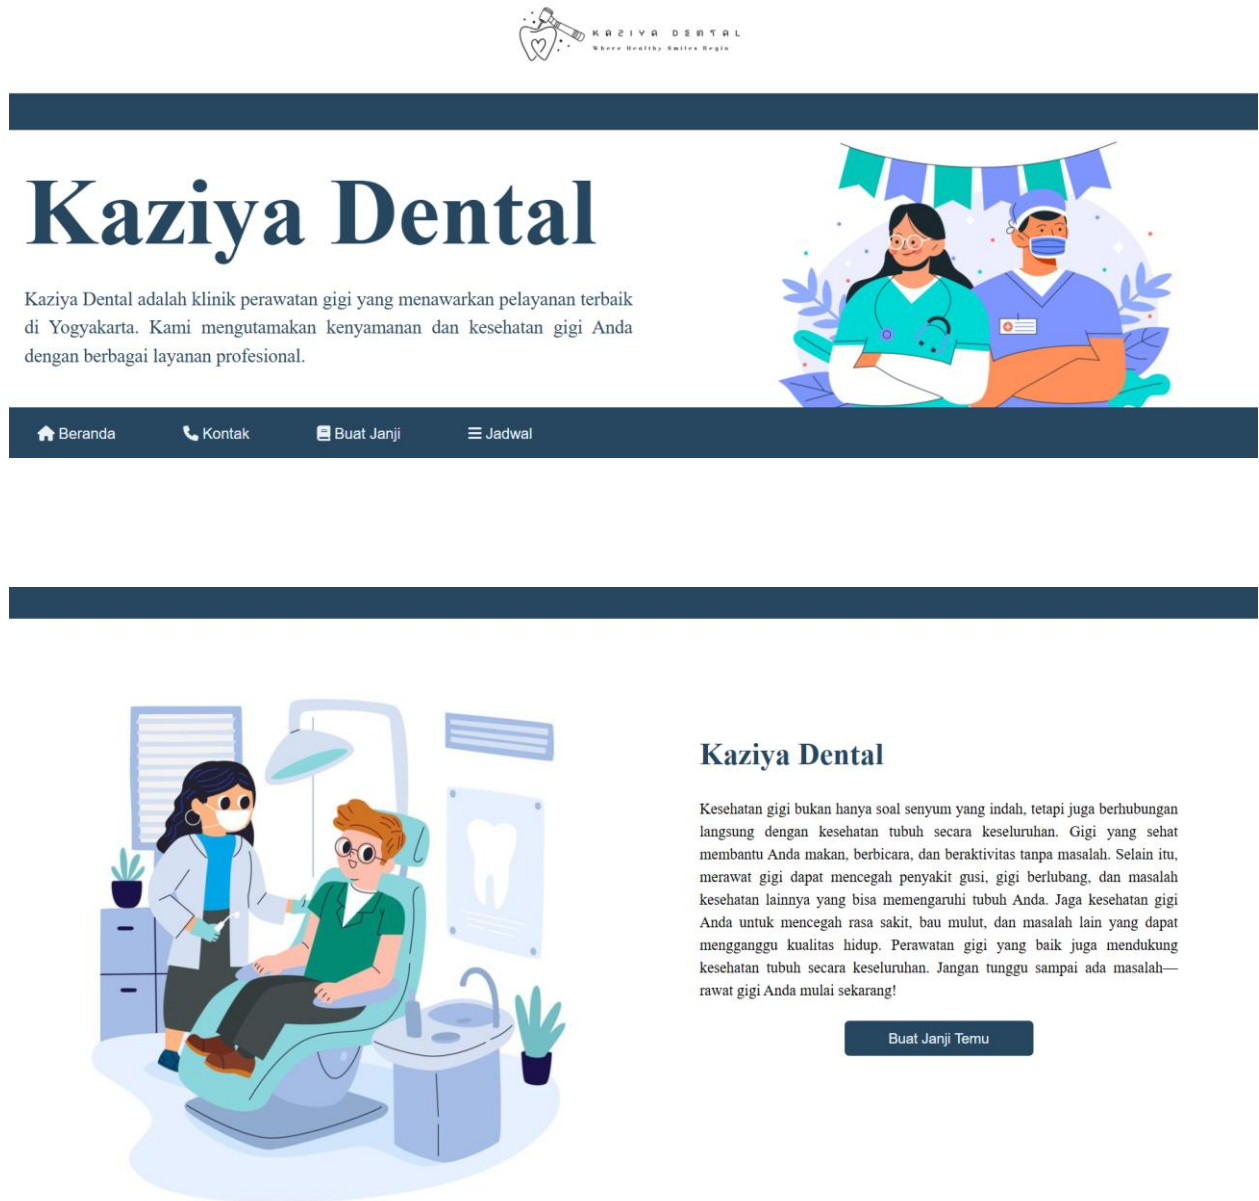 KAZIYA DENTAL
Where Healthy Smiles Begin
Kaziya Dental
Kaziya Dental adalah klinik perawatan gigi yang menawarkan pelayanan terbaik
di Yogyakarta. Kami mengutamakan kenyamanan dan kesehatan gigi Anda
dengan berbagai layanan profesional.
Beranda Kontak Buat Janji Jadwal
Kaziya Dental
Kesehatan gigi bukan hanya soal senyum yang indah, tetapi juga berhubungan
langsung dengan kesehatan tubuh secara keseluruhan. Gigi yang sehat
membantu Anda makan, berbicara, dan beraktivitas tanpa masalah. Selain itu,
merawat gigi dapat mencegah penyakit gusi, gigi berlubang, dan masalah
kesehatan lainnya yang bisa memengaruhi tubuh Anda. Jaga kesehatan gigi
Anda untuk mencegah rasa sakit, bau mulut, dan masalah lain yang dapat
mengganggu kualitas hidup. Perawatan gigi yang baik juga mendukung
kesehatan tubuh secara keseluruhan. Jangan tunggu sampai ada masalah—
rawat gigi Anda mulai sekarang!
Buat Janji Temu